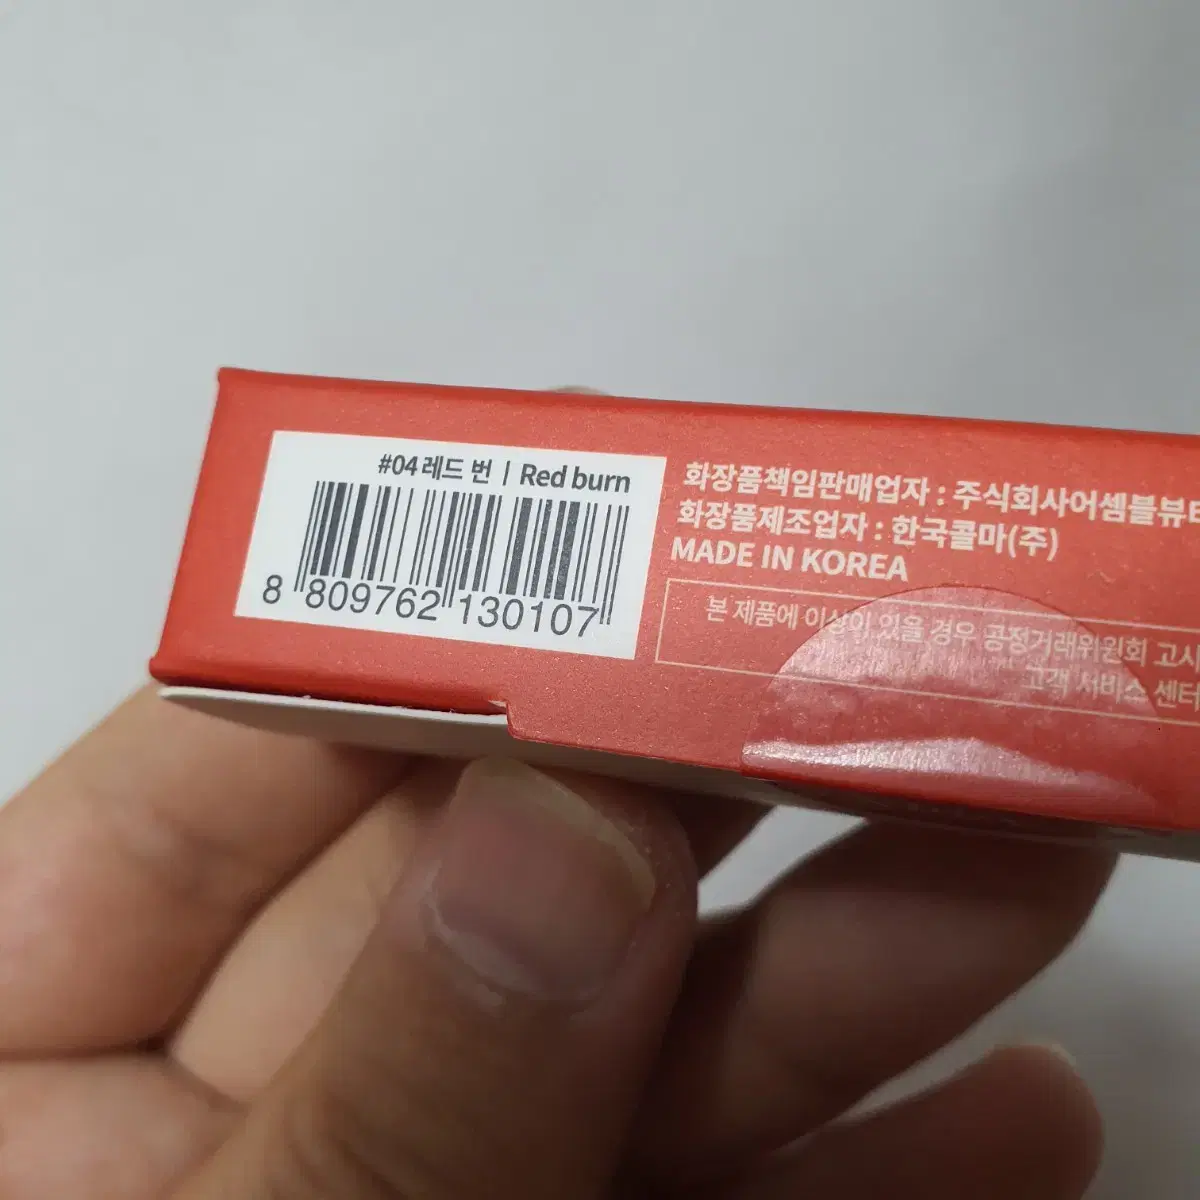 #04 레드 번 | Red burn
8 809762 130107
화장품책임판매업자 : 주식회사어셈블뷰티
화장품제조업자 : 한국콜마(주)
MADE IN KOREA
본 제품에 이상이 있을 경우 공정거래위원회 고시
고객 서비스 센터